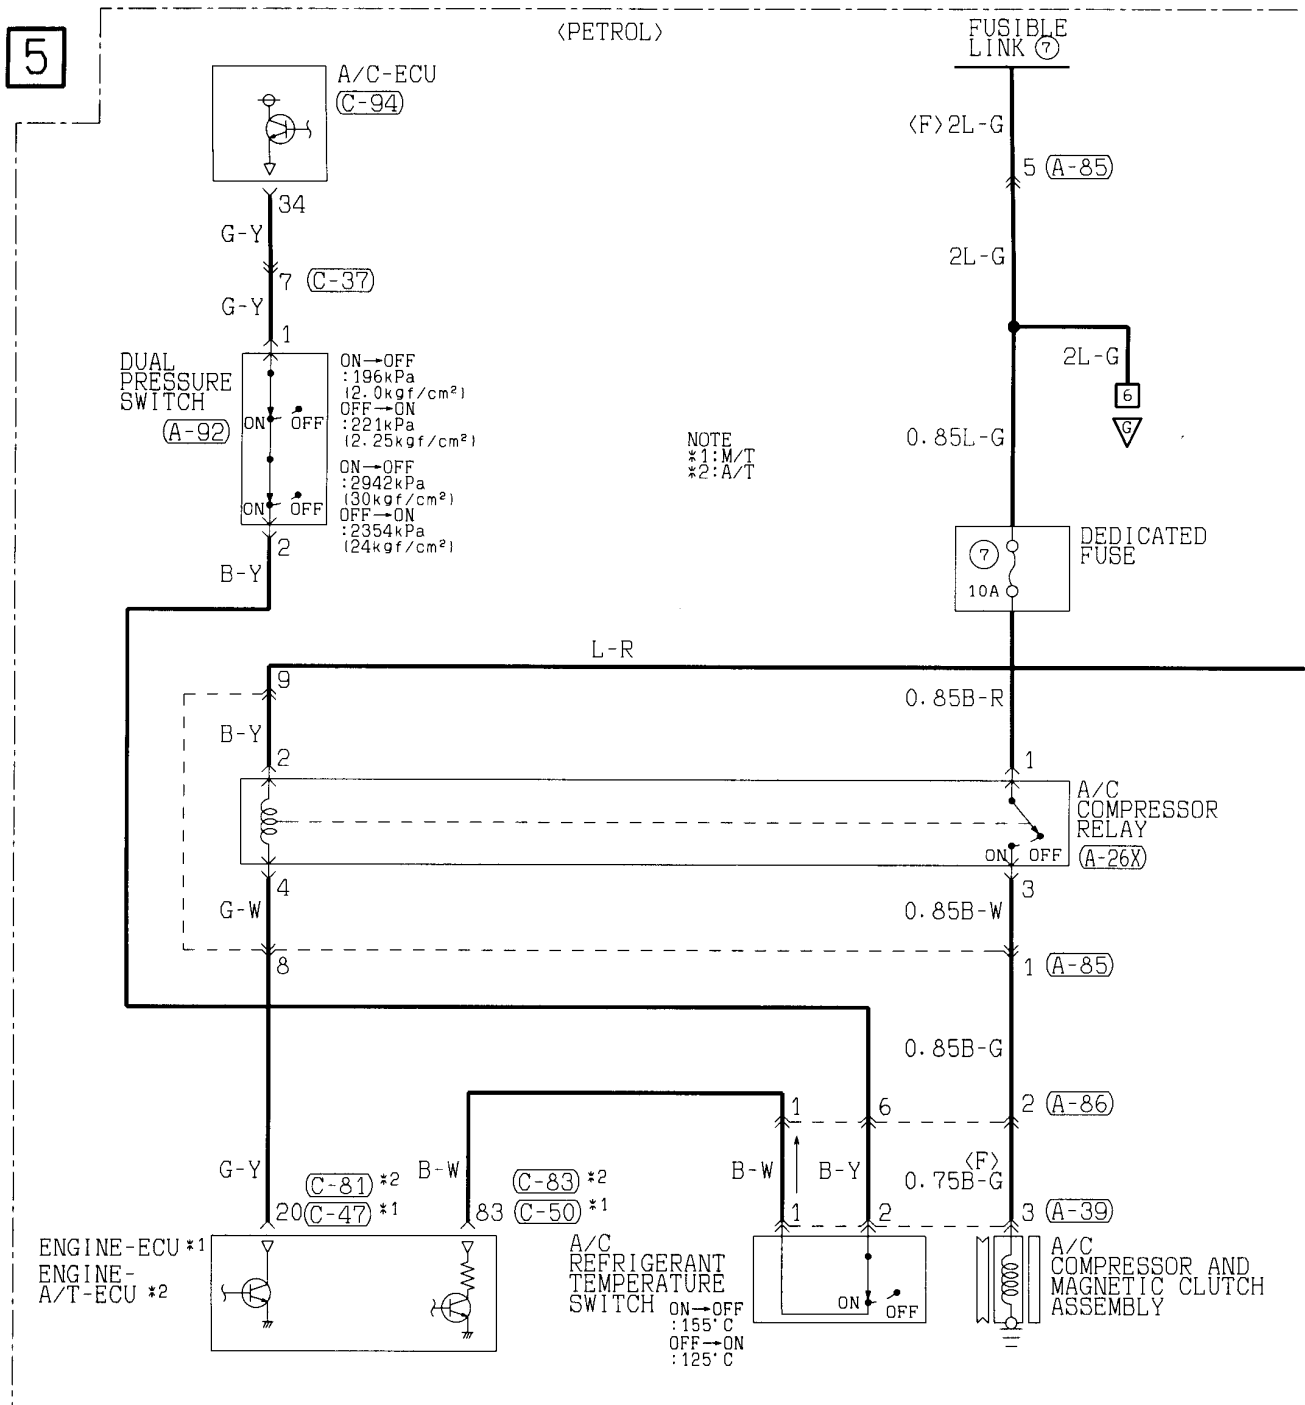 5
〈PETROL〉
FUSIBLE
LINK ⑦
A/C-ECU
C-94
〈F〉2L-G
5 A-85
34
G-Y
2L-G
7 C-37
G-Y
1
2L-G
6
G
DUAL
PRESSURE
SWITCH
A-92
ON OFF
ON OFF
ON→OFF
:196kPa
(2.0kgf/cm²)
OFF→ON
:221kPa
(2.25kgf/cm²)
ON→OFF
:2942kPa
(30kgf/cm²)
OFF→ON
:2354kPa
(24kgf/cm²)
NOTE
*1:M/T
*2:A/T
0.85L-G
2
B-Y
⑦
10A
DEDICATED
FUSE
L-R
9
0.85B-R
B-Y
2
1
A/C
COMPRESSOR
RELAY
A-26X
ON OFF
4
3
G-W
0.85B-W
8
1 A-85
0.85B-G
1
6
2 A-86
G-Y
C-81 *2
B-W
C-83 *2
B-W
B-Y
〈F〉
0.75B-G
20 C-47 *1
83 C-50 *1
1
2
3 A-39
ENGINE-ECU *1
ENGINE-
A/T-ECU *2
A/C
REFRIGERANT
TEMPERATURE
SWITCH
ON→OFF
:155°C
OFF→ON
:125°C
ON
OFF
A/C
COMPRESSOR AND
MAGNETIC CLUTCH
ASSEMBLY